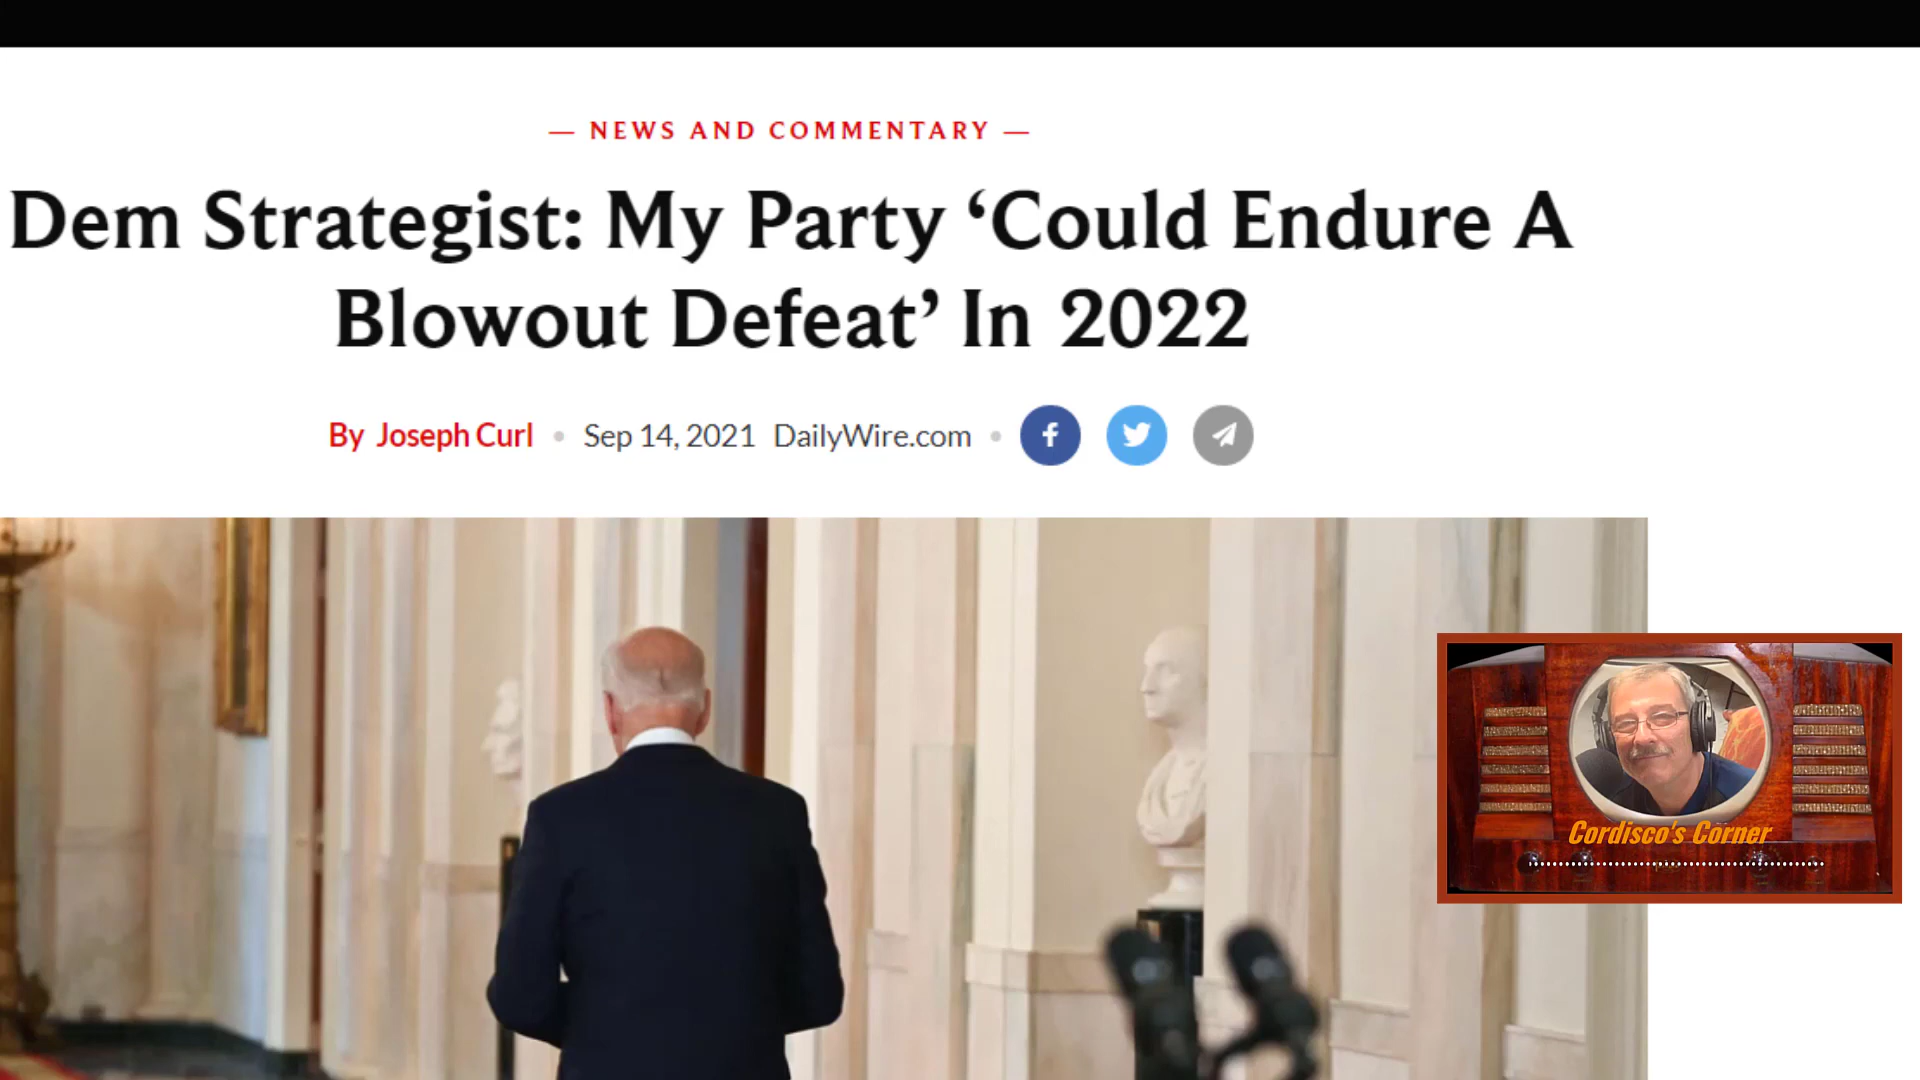 — NEWS AND COMMENTARY —
Dem Strategist: My Party ‘Could Endure A
Blowout Defeat’ In 2022
By Joseph Curl • Sep 14, 2021 DailyWire.com •
Cordisco's Corner